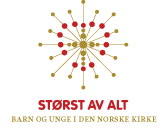 STØRST AV ALT
BARN OG UNGE I DEN NORSKE KIRKE